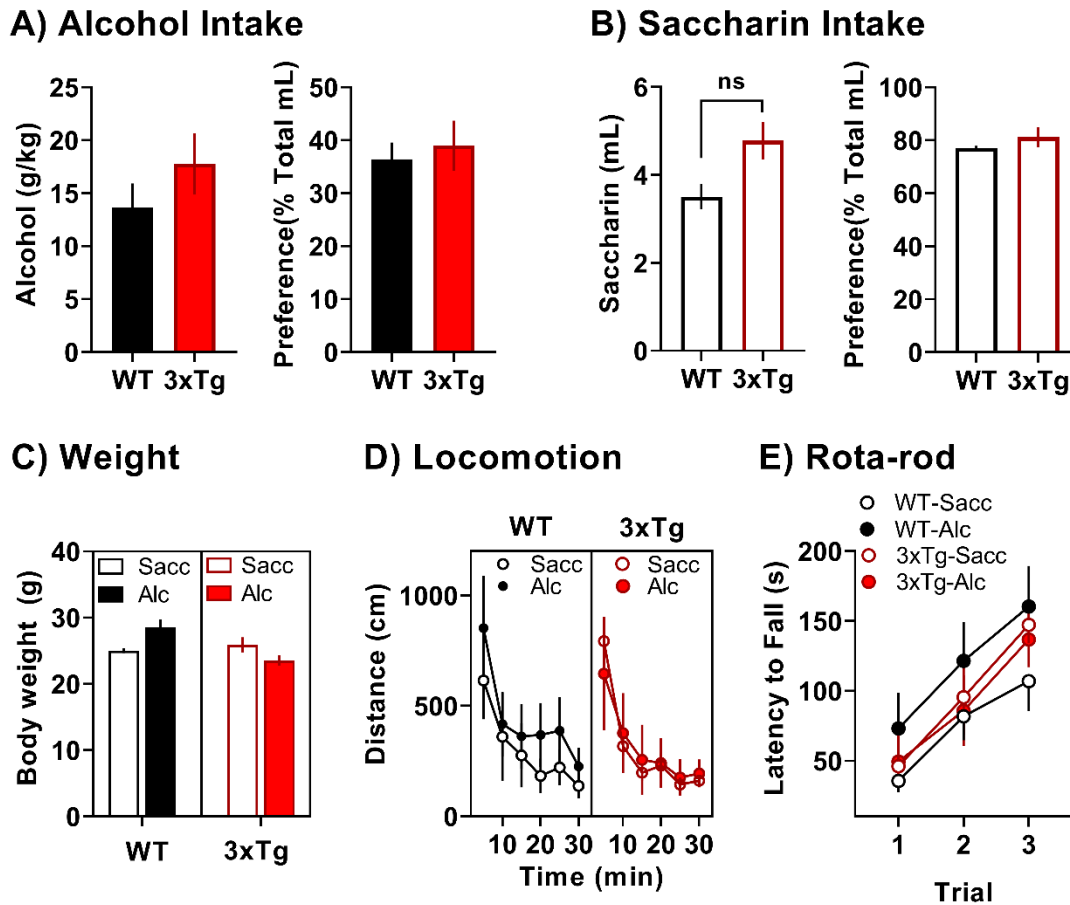 A) Alcohol Intake
Alcohol (g/kg)
25
20
15
10
5
0
WT 3xTg
Preference(% Total mL)
50
40
30
20
10
0
WT 3xTg
B) Saccharin Intake
Saccharin (mL)
ns
6
4
2
0
WT 3xTg
Preference(% Total mL)
100
80
60
40
20
0
WT 3xTg
C) Weight
Body weight (g)
40
30
20
10
0
Sacc
Alc
Sacc
Alc
WT 3xTg
D) Locomotion
WT 3xTg
Distance (cm)
1000
500
0
Sacc
Alc
Sacc
Alc
10 20 30 10 20 30
Time (min)
E) Rota-rod
WT-Sacc
WT-Alc
3xTg-Sacc
3xTg-Alc
Latency to Fall (s)
200
150
100
50
1 2 3
Trial